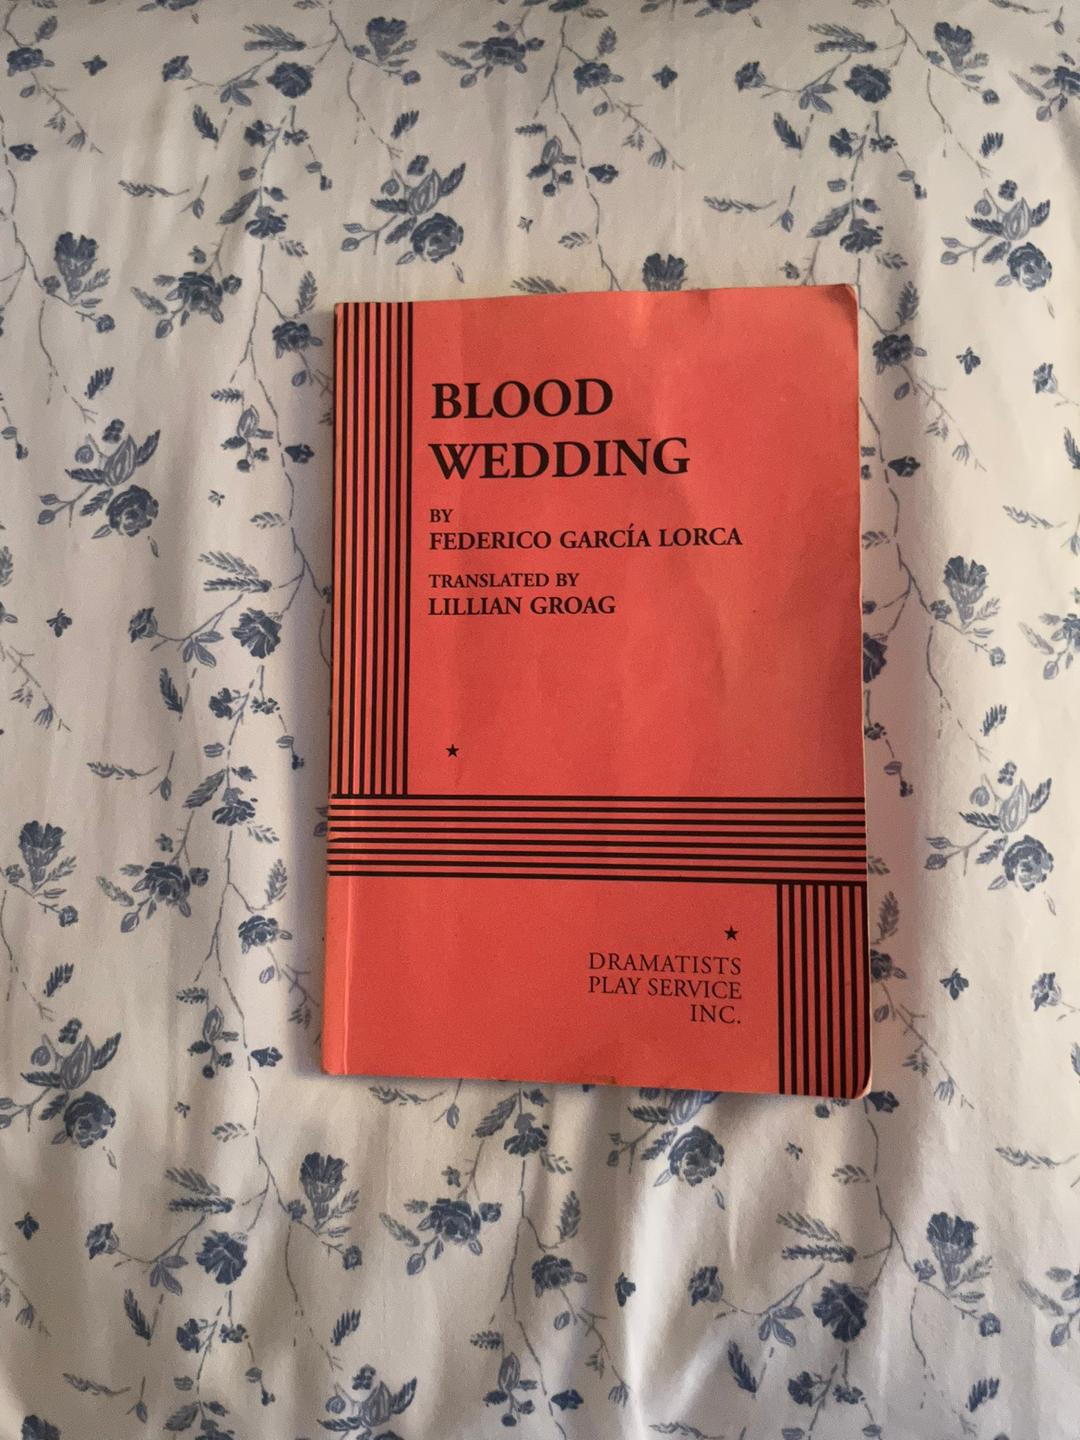 BLOOD
WEDDING
BY
FEDERICO GARCÍA LORCA
TRANSLATED BY
LILLIAN GROAG
DRAMATISTS
PLAY SERVICE
INC.